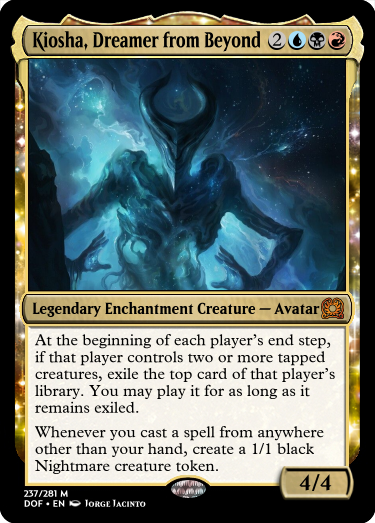 Kiosha, Dreamer from Beyond 2
Legendary Enchantment Creature — Avatar
At the beginning of each player's end step,
if that player controls two or more tapped
creatures, exile the top card of that player's
library. You may play it for as long as it
remains exiled.
Whenever you cast a spell from anywhere
other than your hand, create a 1/1 black
Nightmare creature token.
4/4
237/281 M
DOF • EN Jorge Jacinto